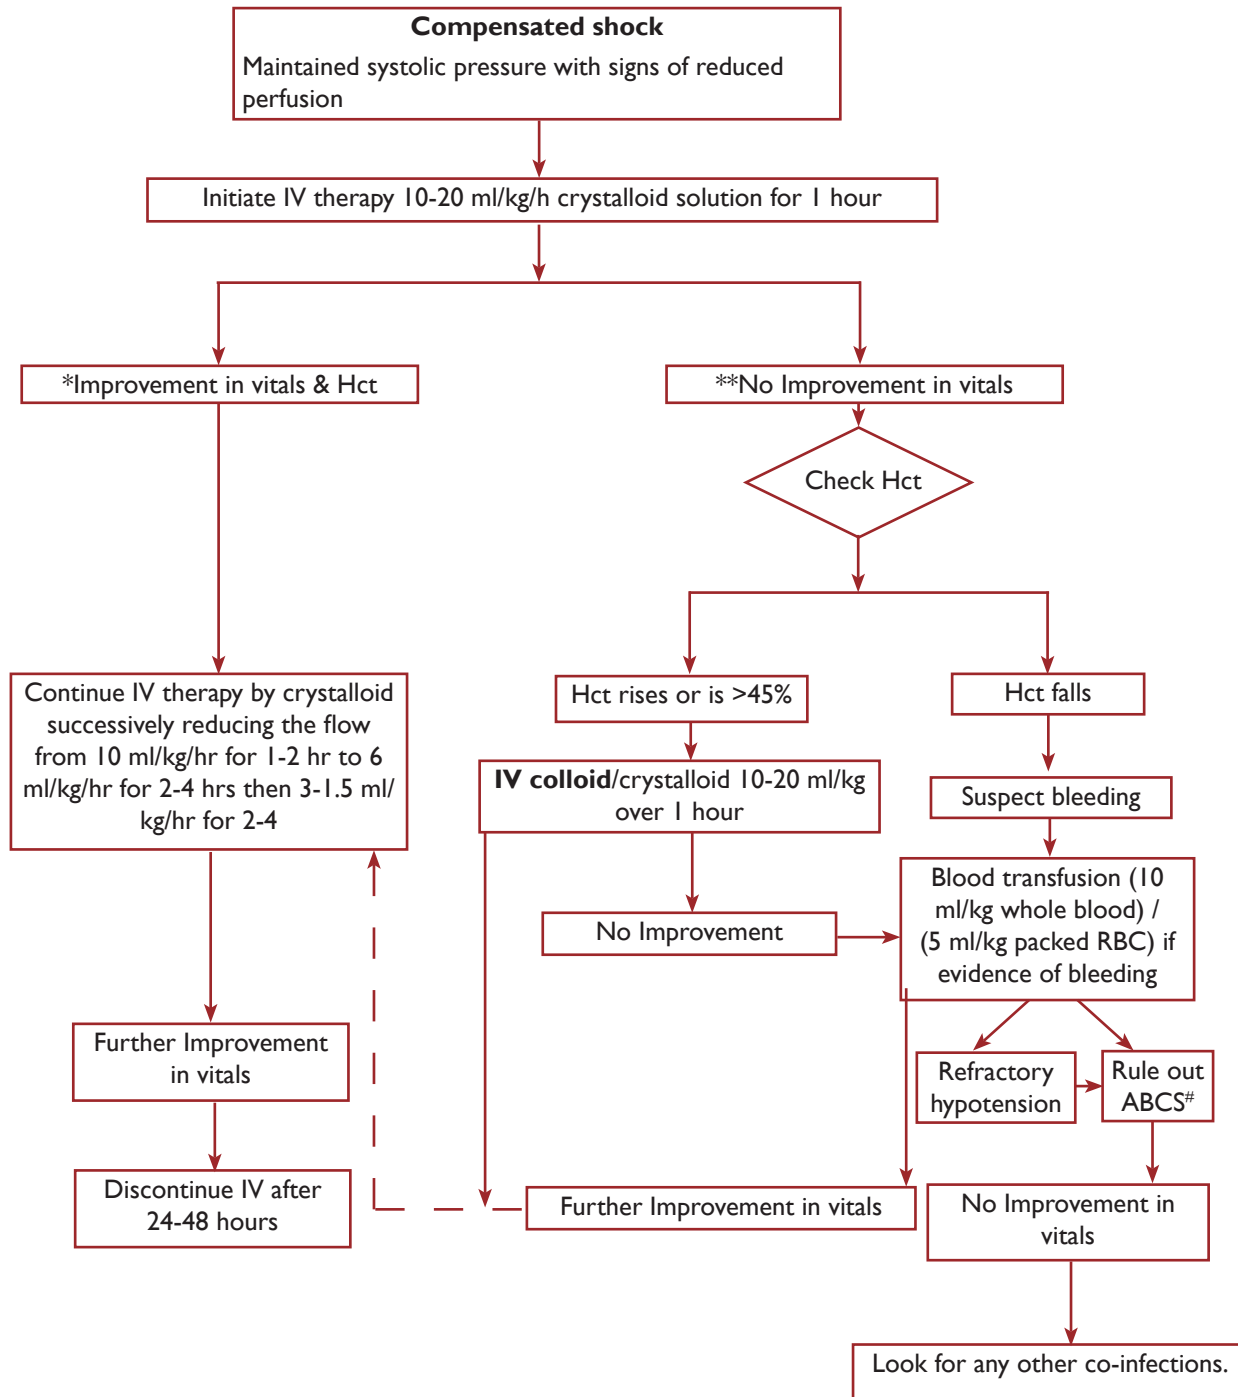 Compensated shock
Maintained systolic pressure with signs of reduced
perfusion
Initiate IV therapy 10-20 ml/kg/h crystalloid solution for 1 hour
*Improvement in vitals & Hct
**No Improvement in vitals
Check Hct
Continue IV therapy by crystalloid
successively reducing the flow
from 10 ml/kg/hr for 1-2 hr to 6
ml/kg/hr for 2-4 hrs then 3-1.5 ml/
kg/hr for 2-4
Hct rises or is >45%
Hct falls
IV colloid/crystalloid 10-20 ml/kg
over 1 hour
Suspect bleeding
No Improvement
Blood transfusion (10
ml/kg whole blood) /
(5 ml/kg packed RBC) if
evidence of bleeding
Further Improvement
in vitals
Refractory
hypotension
Rule out
ABCS#
Discontinue IV after
24-48 hours
Further Improvement in vitals
No Improvement in
vitals
Look for any other co-infections.